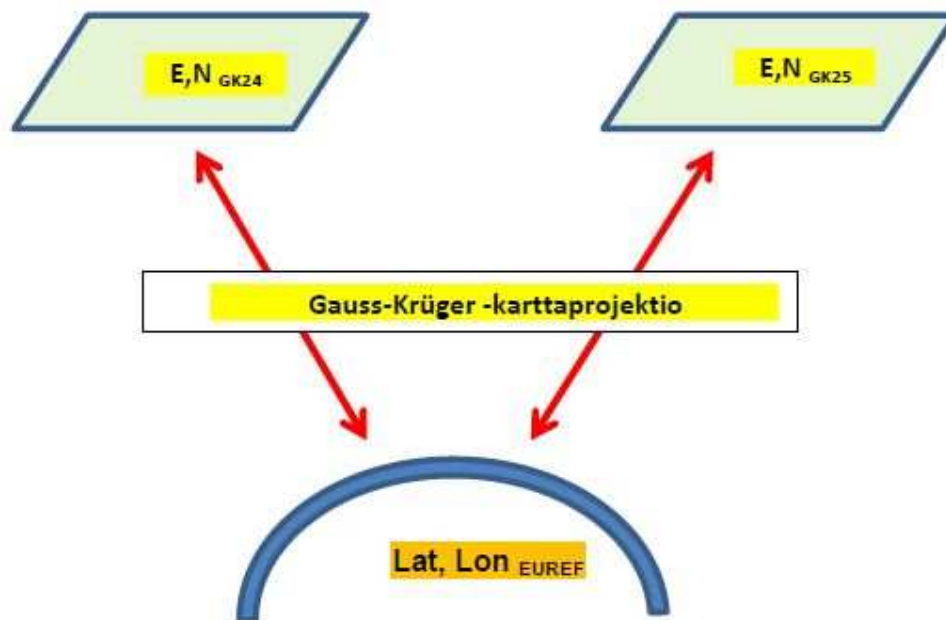 E,N GK24
E,N GK25
Gauss-Krüger -karttaprojektio
Lat, Lon EUREF